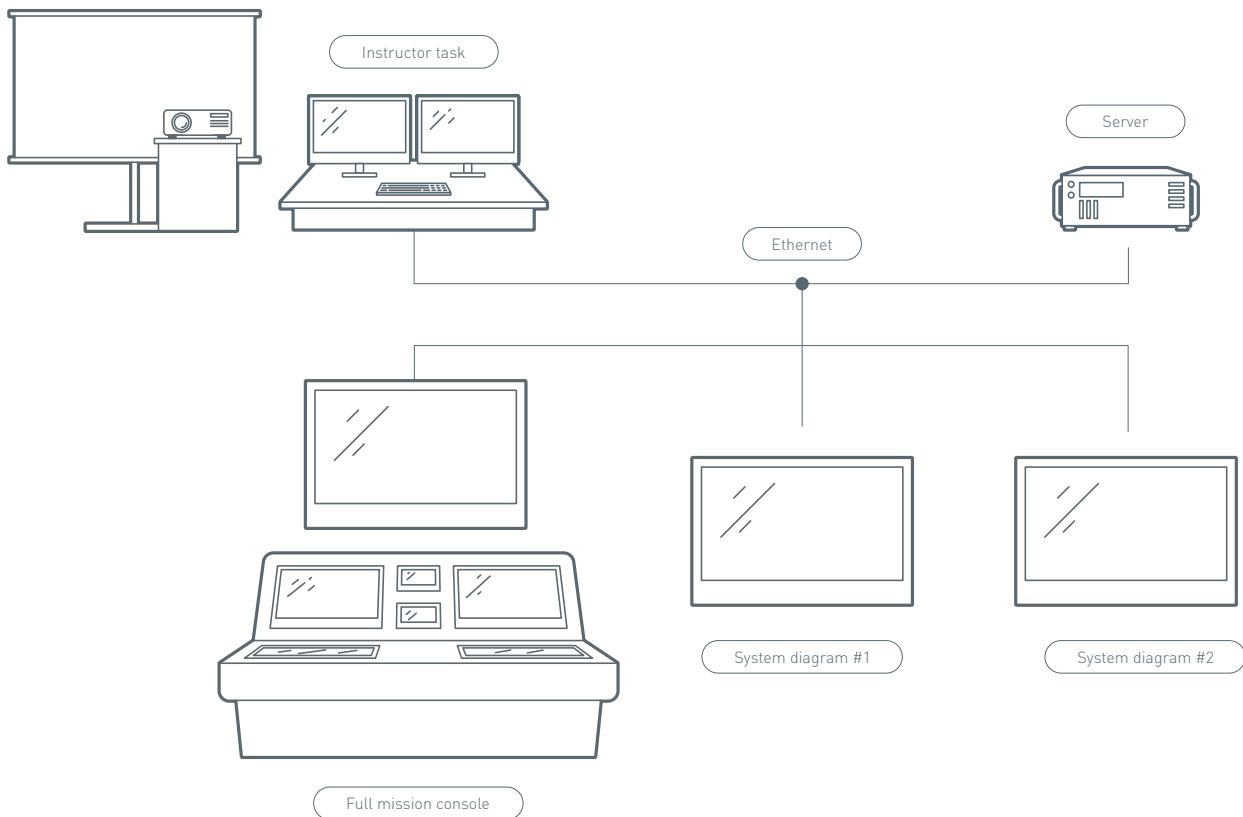 Instructor task
Server
Ethernet
System diagram #1
System diagram #2
Full mission console